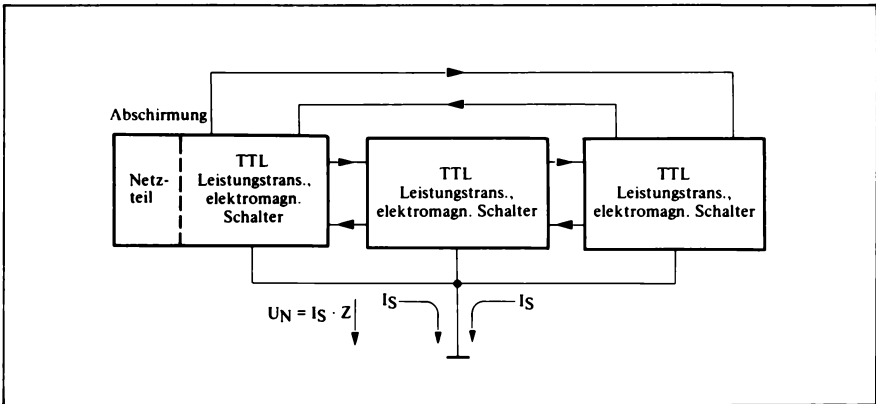 Abschirmung
Netz-
teil
TTL
Leistungstrans.,
elektromagn.
Schalter
TTL
Leistungstrans.,
elektromagn. Schalter
TTL
Leistungstrans.,
elektromagn. Schalter
UN = IS · Z
IS
IS